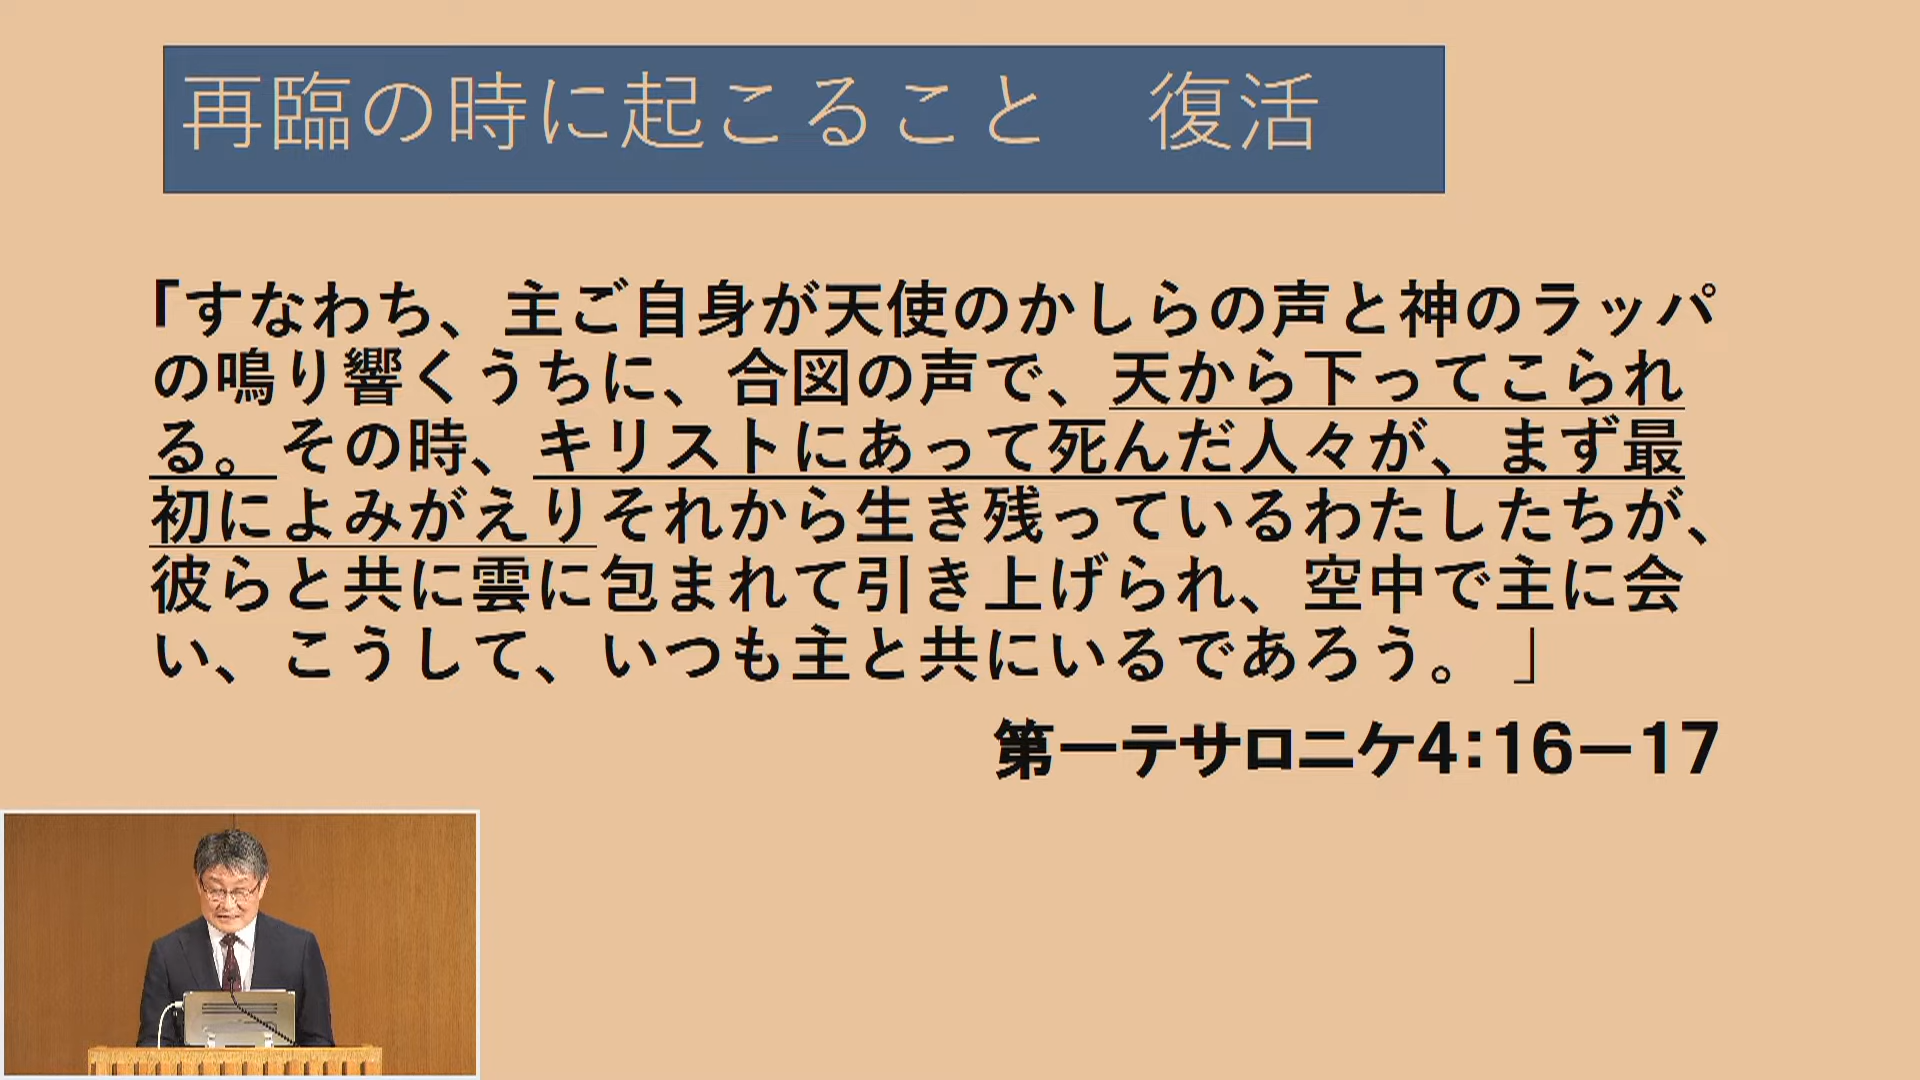 再臨の時に起こること　復活
「すなわち、主ご自身が天使のかしらの声と神のラッパ
の鳴り響くうちに、合図の声で、天から下ってこられ
る。その時、キリストにあって死んだ人々が、まず最
初によみがえりそれから生き残っているわたしたちが、
彼らと共に雲に包まれて引き上げられ、空中で主に会
い、こうして、いつも主と共にいるであろう。　」
第一テサロニケ4:16－17